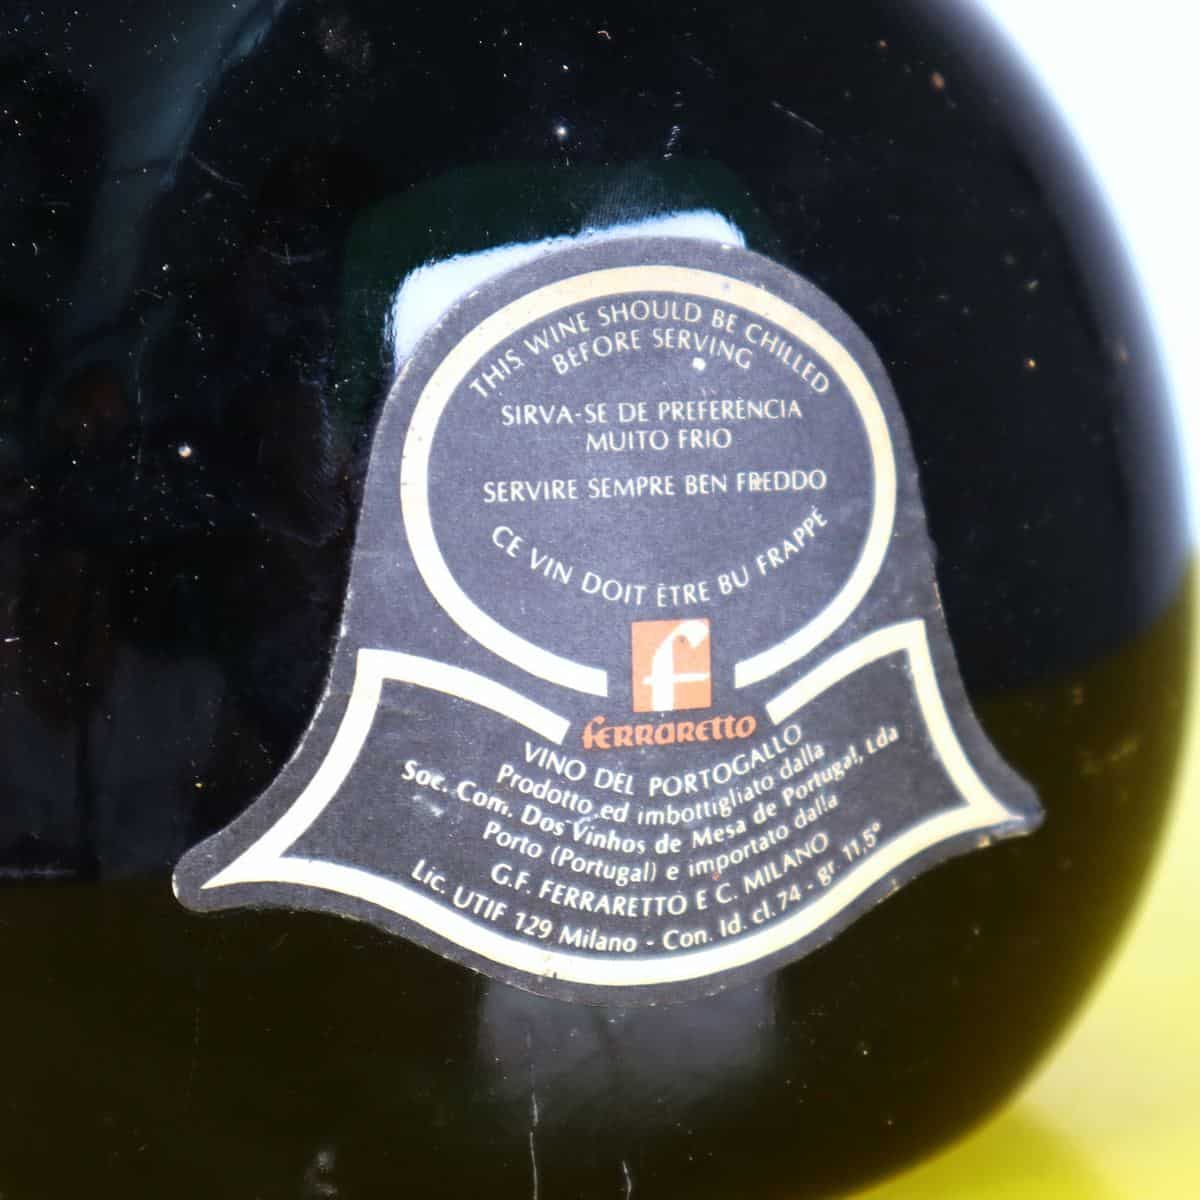 THIS WINE SHOULD BE CHILLED
BEFORE SERVING
SIRVA-SE DE PREFERÊNCIA
MUITO FRIO
SERVIRE SEMPRE BEN FREDDO
CE VIN DOIT ÊTRE BU FRAPPÉ
f
ferraretto
VINO DEL PORTOGALLO
Prodotto ed imbottigliato dalla
Soc. Com. Dos Vinhos de Mesa de Portugal, Lda
Porto (Portugal) e importato dalla
G.F. FERRARETTO E C. MILANO
Lic. UTIF 129 Milano - Con. Id. cl. 74 - gr. 11,5°